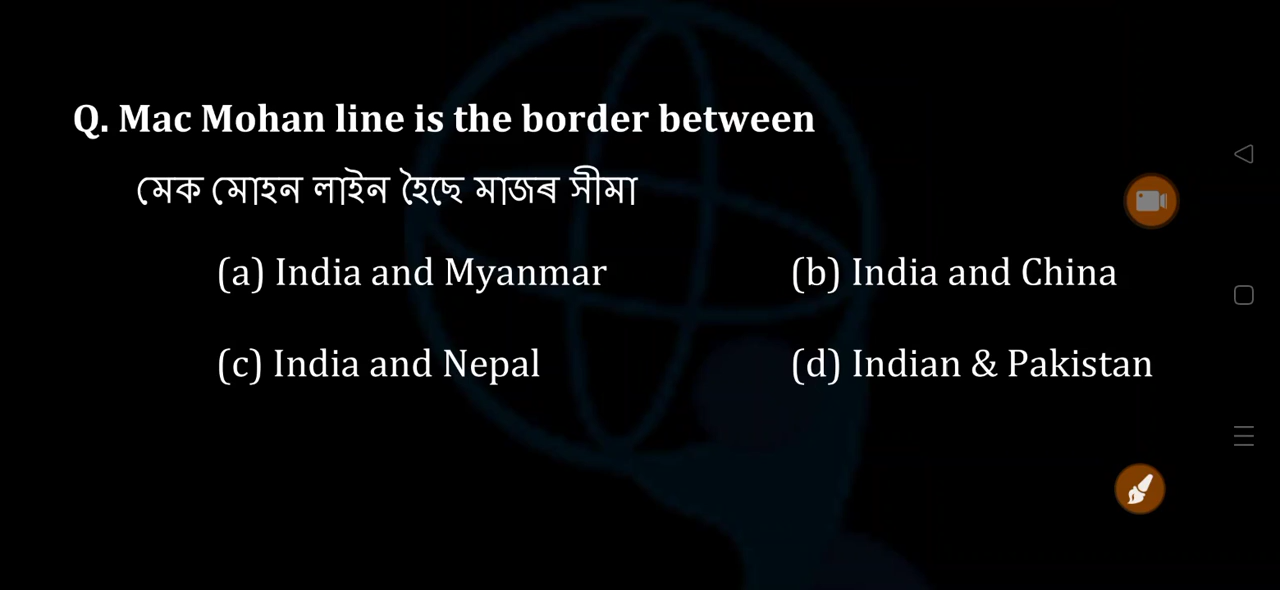 Q. Mac Mohan line is the border between
মেক মোহন লাইন হৈছে মাজৰ সীমা
(a) India and Myanmar (b) India and China
(c) India and Nepal (d) Indian & Pakistan